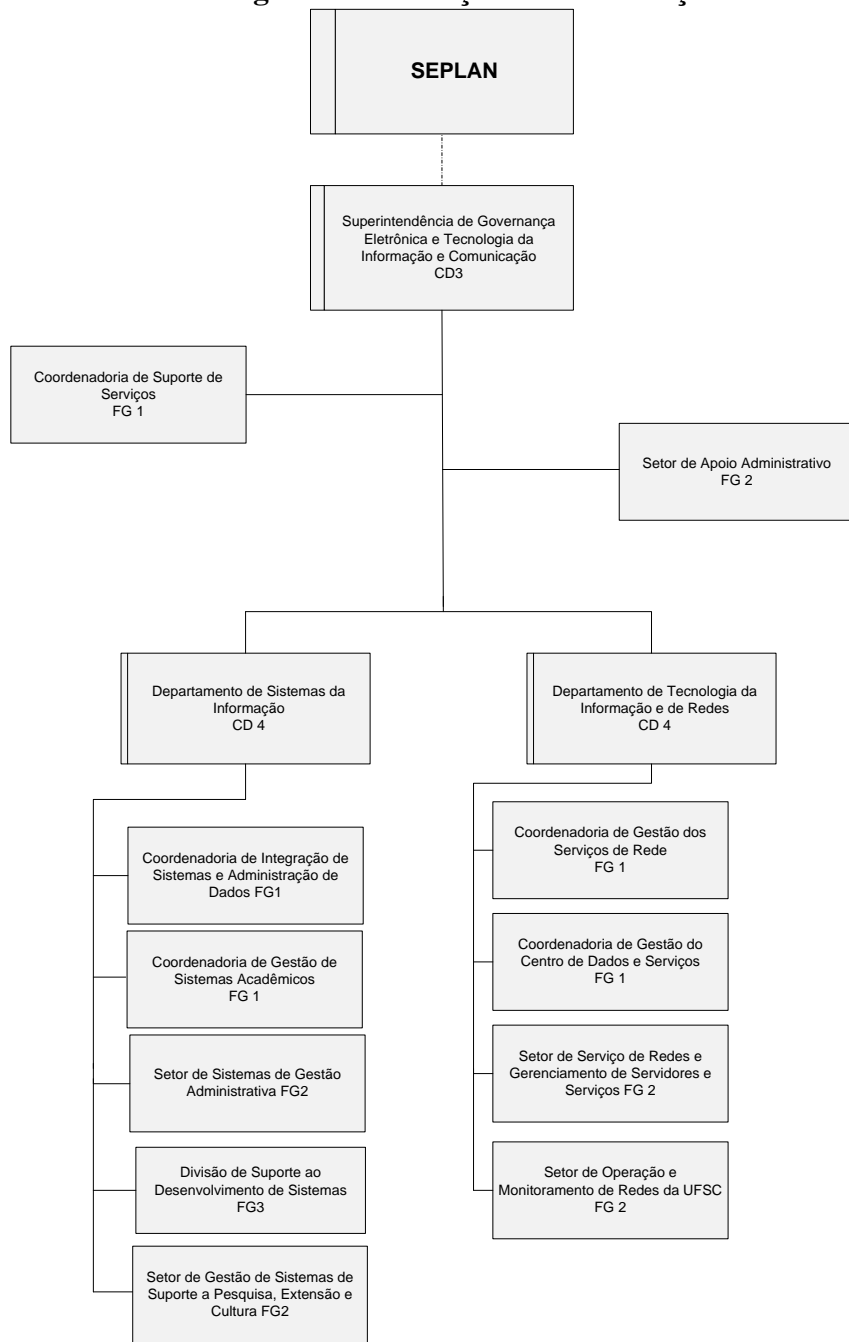 SEPLAN
Superintendência de Governança
Eletrônica e Tecnologia da
Informação e Comunicação
CD3
Coordenadoria de Suporte de
Serviços
FG 1
Setor de Apoio Administrativo
FG 2
Departamento de Sistemas da
Informação
CD 4
Departamento de Tecnologia da
Informação e de Redes
CD 4
Coordenadoria de Integração de
Sistemas e Administração de
Dados FG1
Coordenadoria de Gestão de
Sistemas Acadêmicos
FG 1
Setor de Sistemas de Gestão
Administrativa FG2
Divisão de Suporte ao
Desenvolvimento de Sistemas
FG3
Setor de Gestão de Sistemas de
Suporte a Pesquisa, Extensão e
Cultura FG2
Coordenadoria de Gestão dos
Serviços de Rede
FG 1
Coordenadoria de Gestão do
Centro de Dados e Serviços
FG 1
Setor de Serviço de Redes e
Gerenciamento de Servidores e
Serviços FG 2
Setor de Operação e
Monitoramento de Redes da UFSC
FG 2